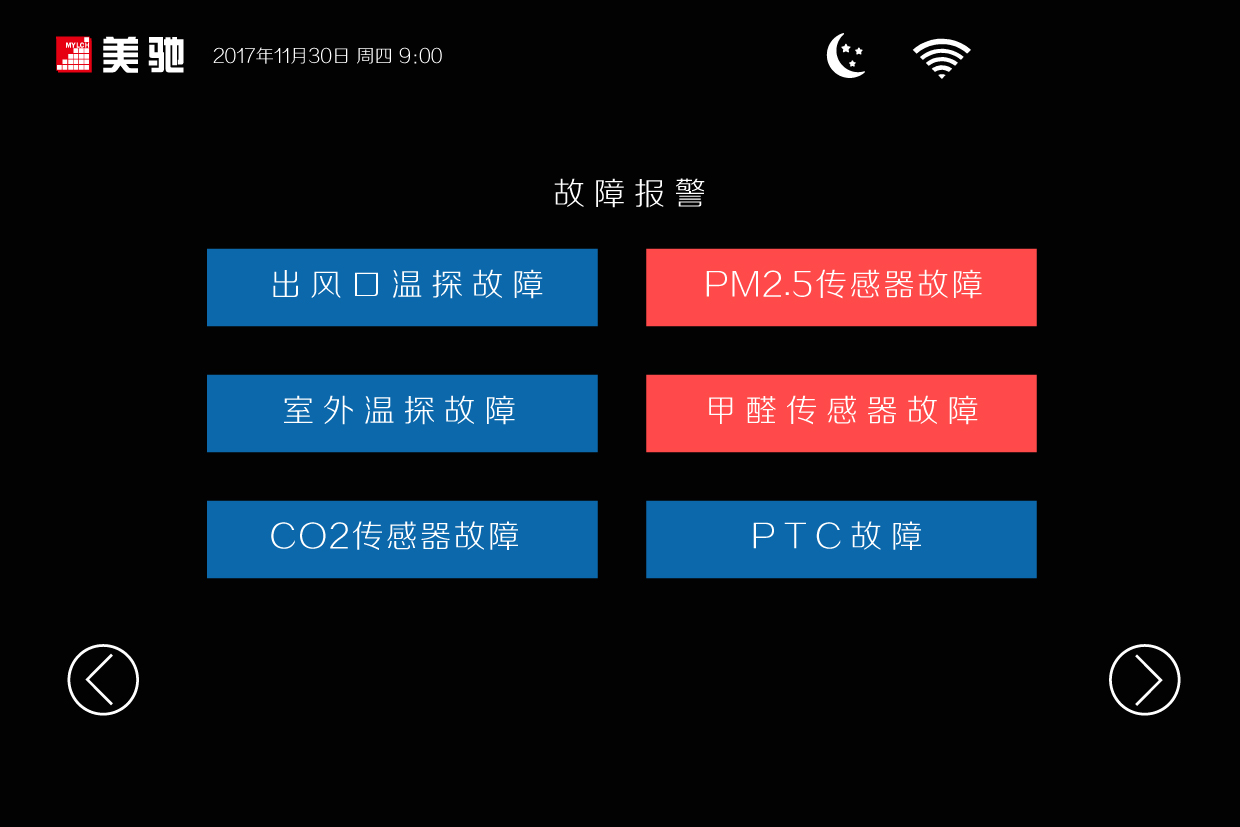 MYLCH
美驰
2017年11月30日 周四 9:00
故障报警
出风口温探故障
PM2.5传感器故障
室外温探故障
甲醛传感器故障
CO2传感器故障
PTC故障